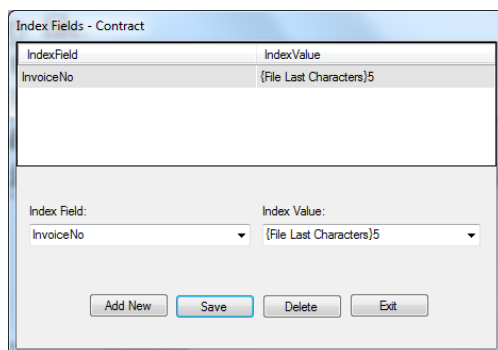 Index Fields - Contract
IndexField IndexValue
InvoiceNo {File Last Characters}5
Index Field: Index Value:
InvoiceNo {File Last Characters}5
Add New Save Delete Exit